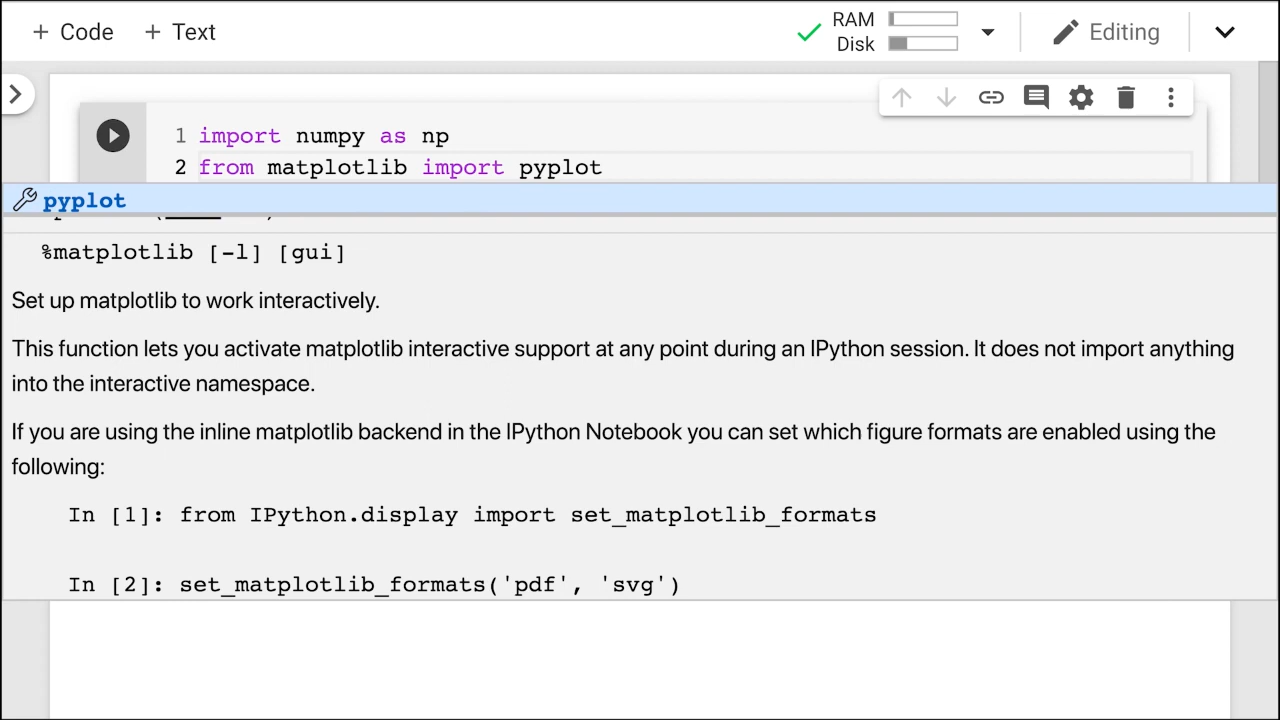 + Code + Text
RAM
Disk
Editing
1 import numpy as np
2 from matplotlib import pyplot
pyplot
%matplotlib [-l] [gui]
Set up matplotlib to work interactively.
This function lets you activate matplotlib interactive support at any point during an IPython session. It does not import anything
into the interactive namespace.
If you are using the inline matplotlib backend in the IPython Notebook you can set which figure formats are enabled using the
following:
In [1]: from IPython.display import set_matplotlib_formats
In [2]: set_matplotlib_formats('pdf', 'svg')